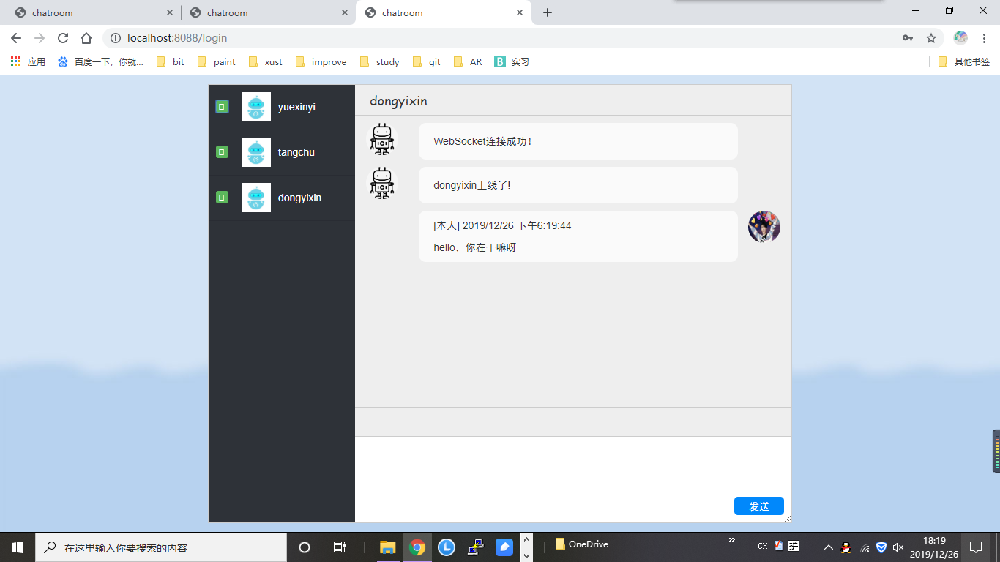 chatroom
chatroom
chatroom
localhost:8088/login
应用
百度一下，你就...
bit
paint
xust
improve
study
git
AR
B
实习
其他书签
yuexinyi
tangchu
dongyixin
dongyixin
WebSocket连接成功！
dongyixin上线了!
[本人] 2019/12/26 下午6:19:44
hello，你在干嘛呀
发送
在这里输入你要搜索的内容
OneDrive
CH
拼
18:19
2019/12/26